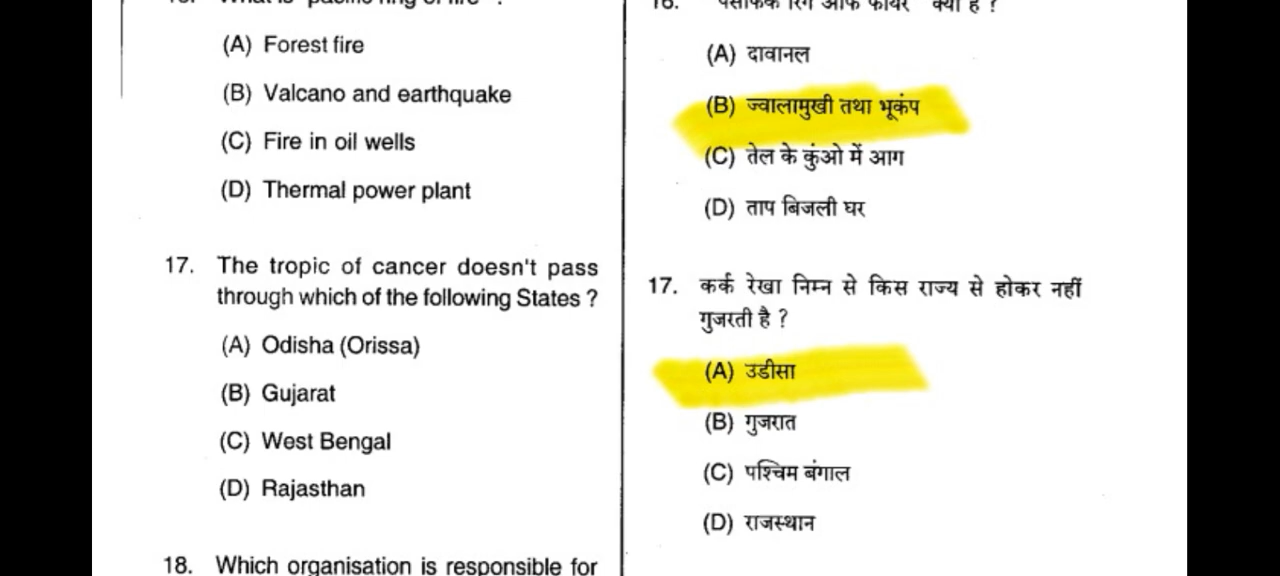 (A) Forest fire
(B) Valcano and earthquake
(C) Fire in oil wells
(D) Thermal power plant
17. The tropic of cancer doesn't pass
through which of the following States ?
(A) Odisha (Orissa)
(B) Gujarat
(C) West Bengal
(D) Rajasthan
18. Which organisation is responsible for
(A) दावानल
(B) ज्वालामुखी तथा भूकंप
(C) तेल के कुंओ में आग
(D) ताप बिजली घर
17. कर्क रेखा निम्न से किस राज्य से होकर नहीं
गुजरती है ?
(A) उडीसा
(B) गुजरात
(C) पश्चिम बंगाल
(D) राजस्थान